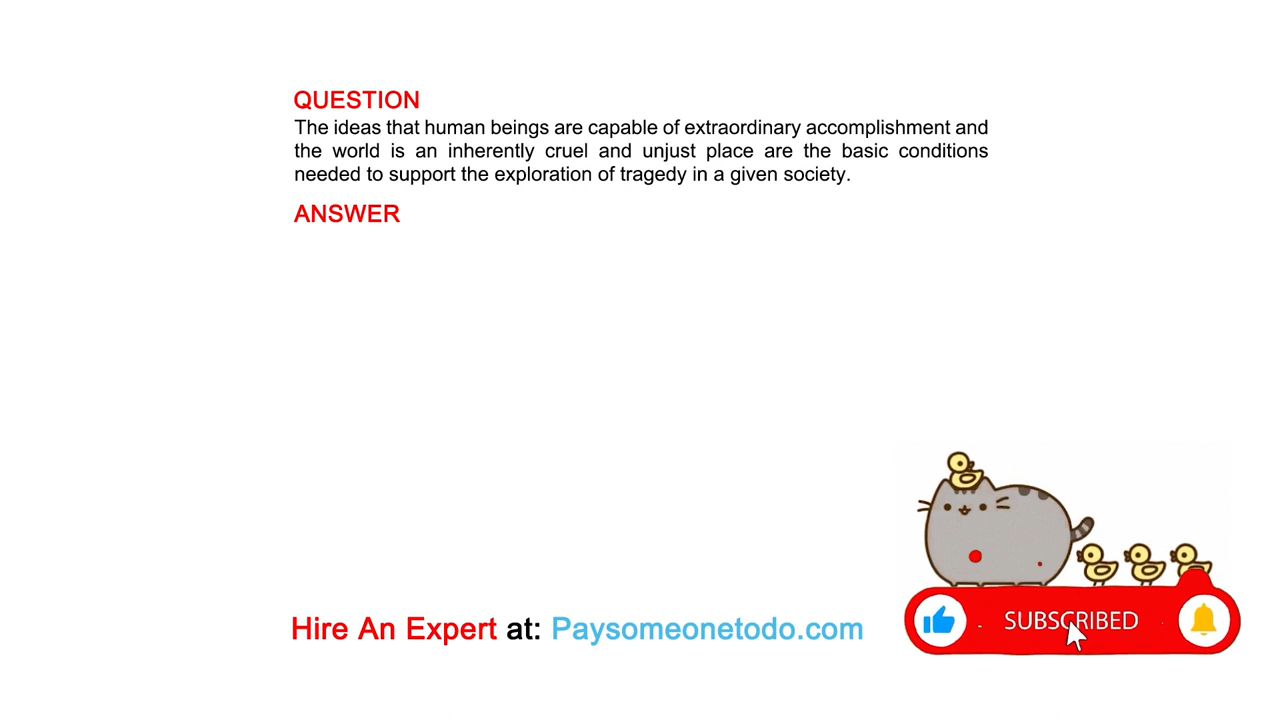 QUESTION
The ideas that human beings are capable of extraordinary accomplishment and
the world is an inherently cruel and unjust place are the basic conditions
needed to support the exploration of tragedy in a given society.
ANSWER
Hire An Expert at: Paysomeonetodo.com
SUBSCRIBED